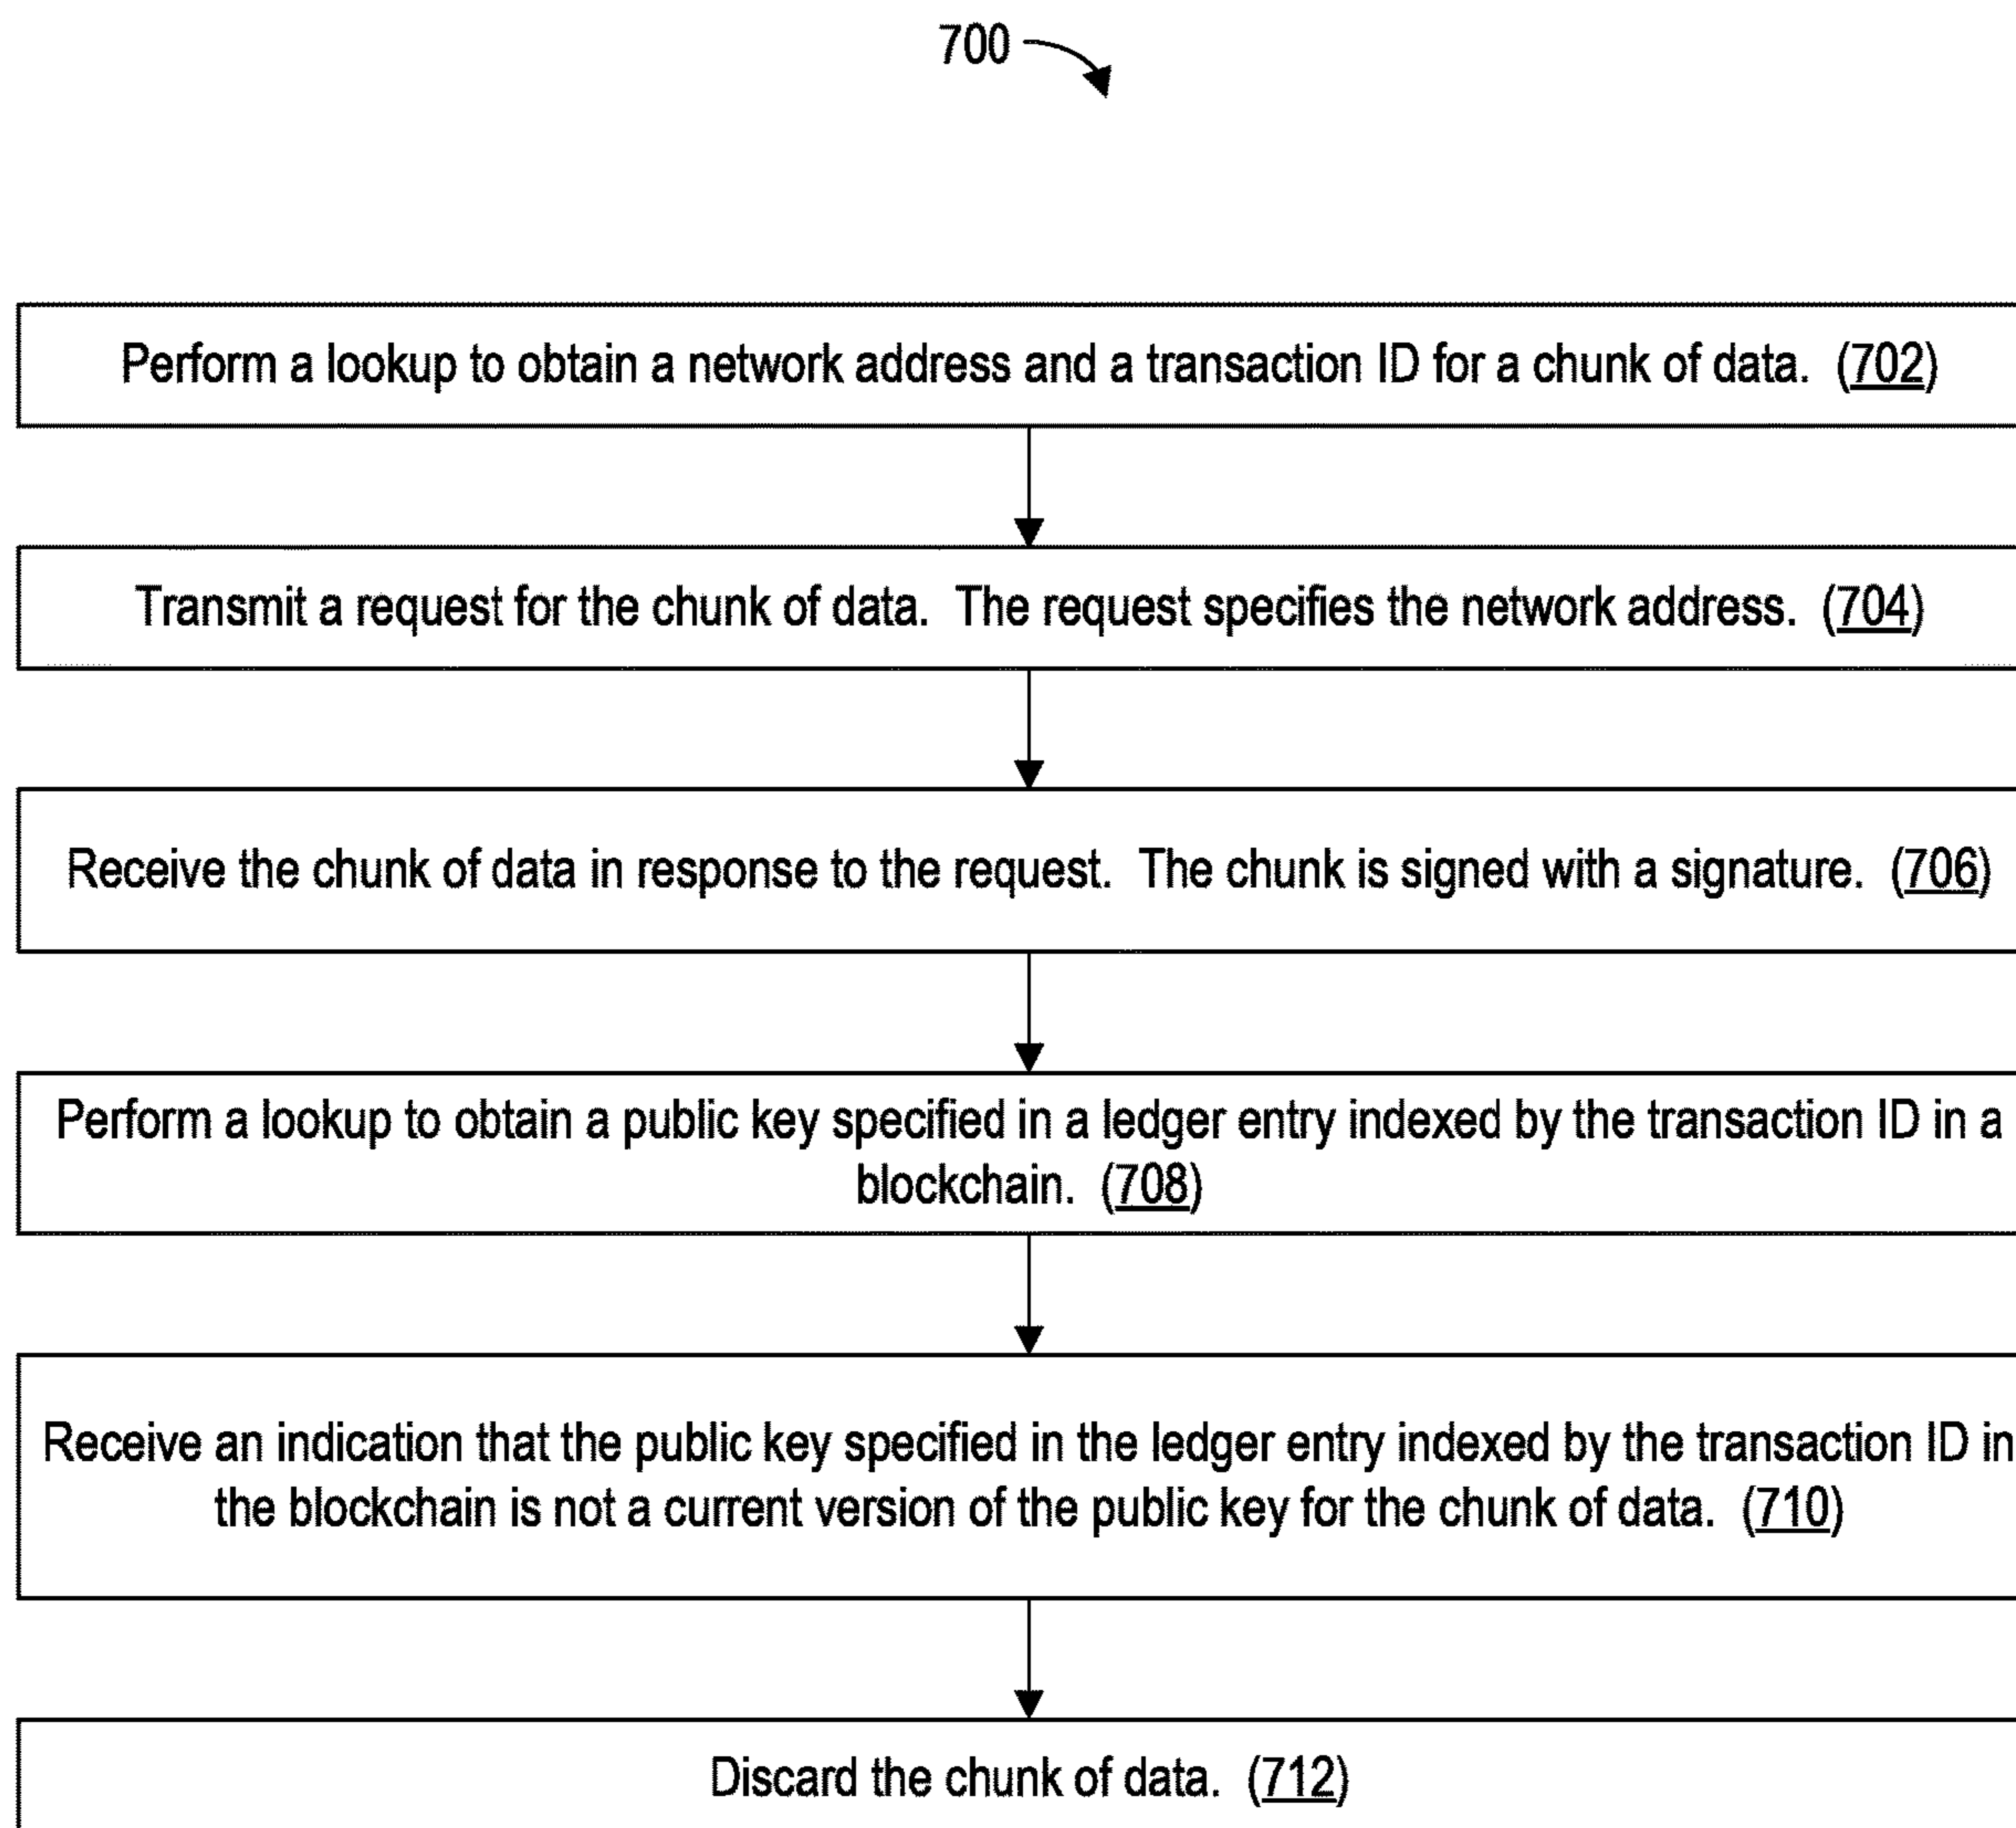 700
Perform a lookup to obtain a network address and a transaction ID for a chunk of data. (702)
Transmit a request for the chunk of data. The request specifies the network address. (704)
Receive the chunk of data in response to the request. The chunk is signed with a signature. (706)
Perform a lookup to obtain a public key specified in a ledger entry indexed by the transaction ID in a
blockchain. (708)
Receive an indication that the public key specified in the ledger entry indexed by the transaction ID in
the blockchain is not a current version of the public key for the chunk of data. (710)
Discard the chunk of data. (712)